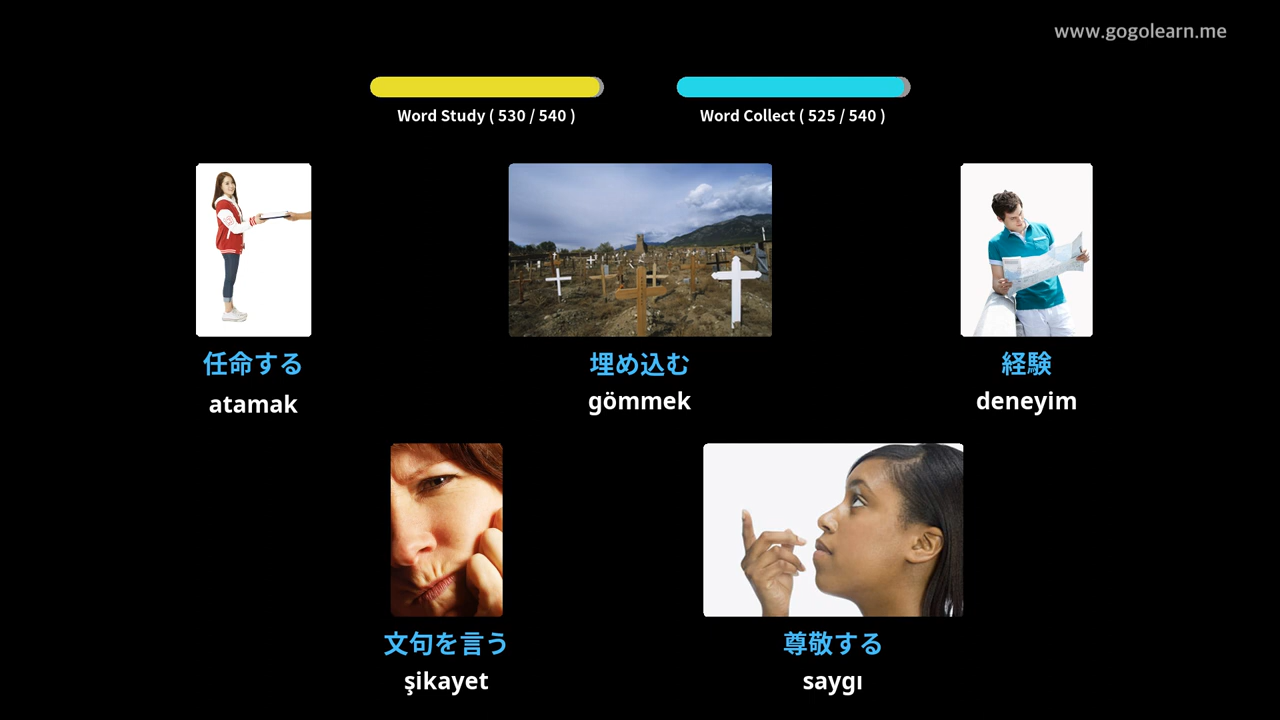 www.gogolearn.me
Word Study ( 530 / 540 )
Word Collect ( 525 / 540 )
任命する
atamak
埋め込む
gömmek
経験
deneyim
文句を言う
şikayet
尊敬する
saygı